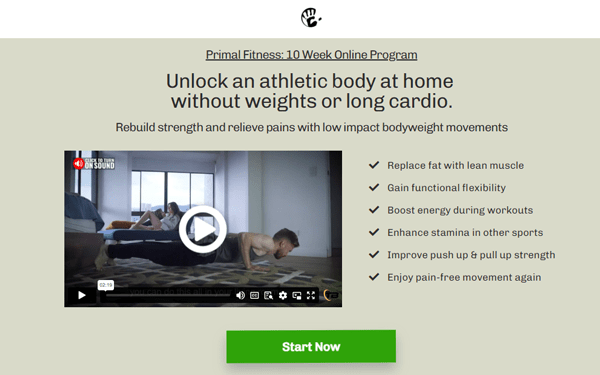 Primal Fitness: 10 Week Online Program
Unlock an athletic body at home
without weights or long cardio.
Rebuild strength and relieve pains with low impact bodyweight movements
CLICK TO TURN
ON SOUND
Replace fat with lean muscle
Gain functional flexibility
Boost energy during workouts
Enhance stamina in other sports
Improve push up & pull up strength
Enjoy pain-free movement again
02:19
CC
Start Now